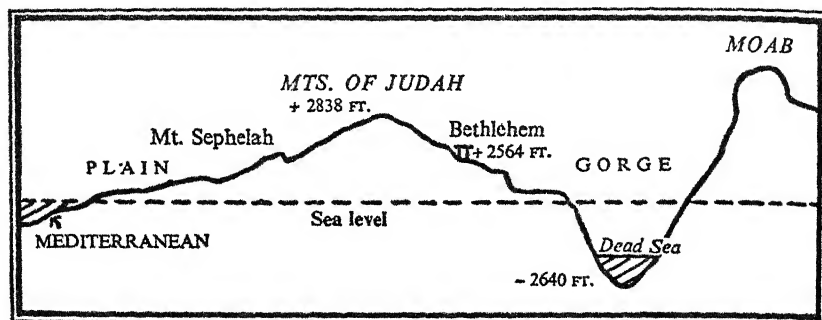 MOAB
MTS. OF JUDAH
+ 2838 FT.
Mt. Sephelah
Bethlehem
+ 2564 FT.
PLAIN
GORGE
Sea level
MEDITERRANEAN
Dead Sea
- 2640 FT.